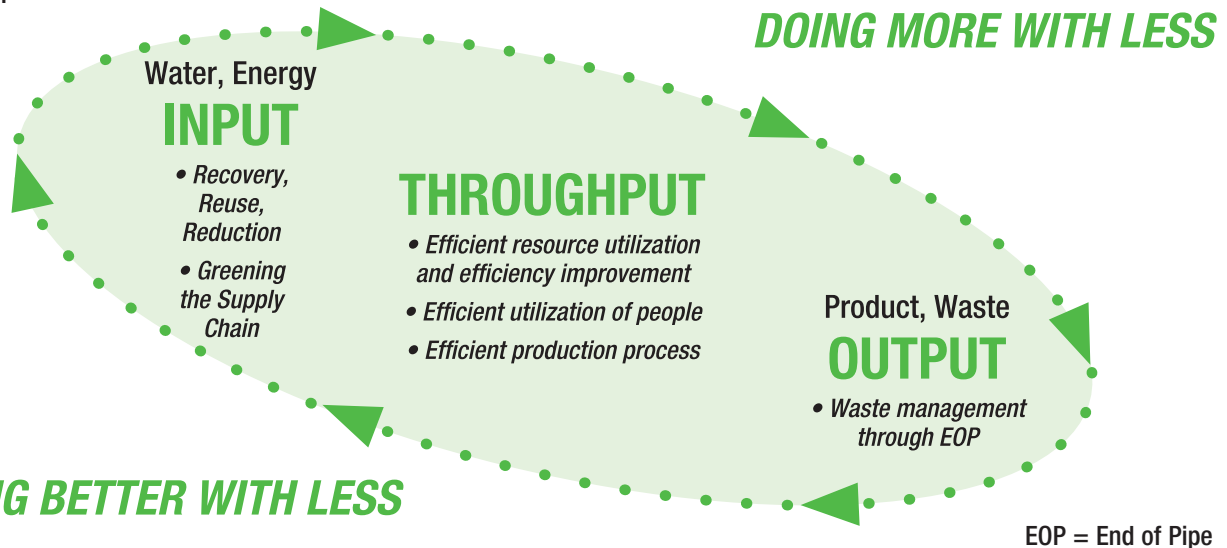 DOING MORE WITH LESS
Water, Energy
INPUT
• Recovery,
Reuse,
Reduction
• Greening
the Supply
Chain
THROUGHPUT
• Efficient resource utilization
and efficiency improvement
• Efficient utilization of people
• Efficient production process
Product, Waste
OUTPUT
• Waste management
through EOP
BETTER WITH LESS
EOP = End of Pipe